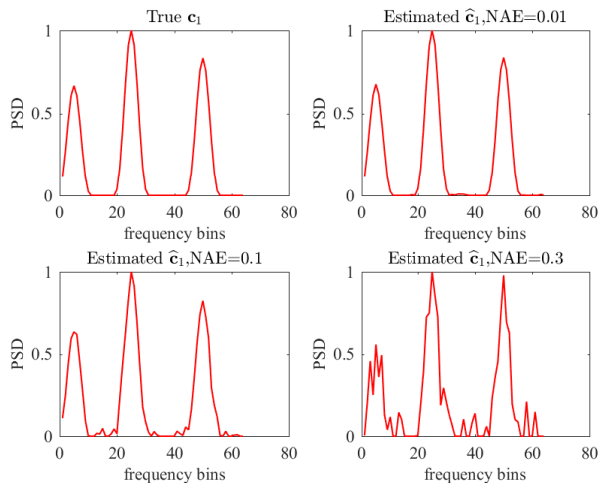 True c₁
Estimated ĉ₁,NAE=0.01
1
0.5
0
PSD
0 20 40 60 80
frequency bins
1
0.5
0
PSD
0 20 40 60 80
frequency bins
Estimated ĉ₁,NAE=0.1
Estimated ĉ₁,NAE=0.3
1
0.5
0
PSD
0 20 40 60 80
frequency bins
1
0.5
0
PSD
0 20 40 60 80
frequency bins